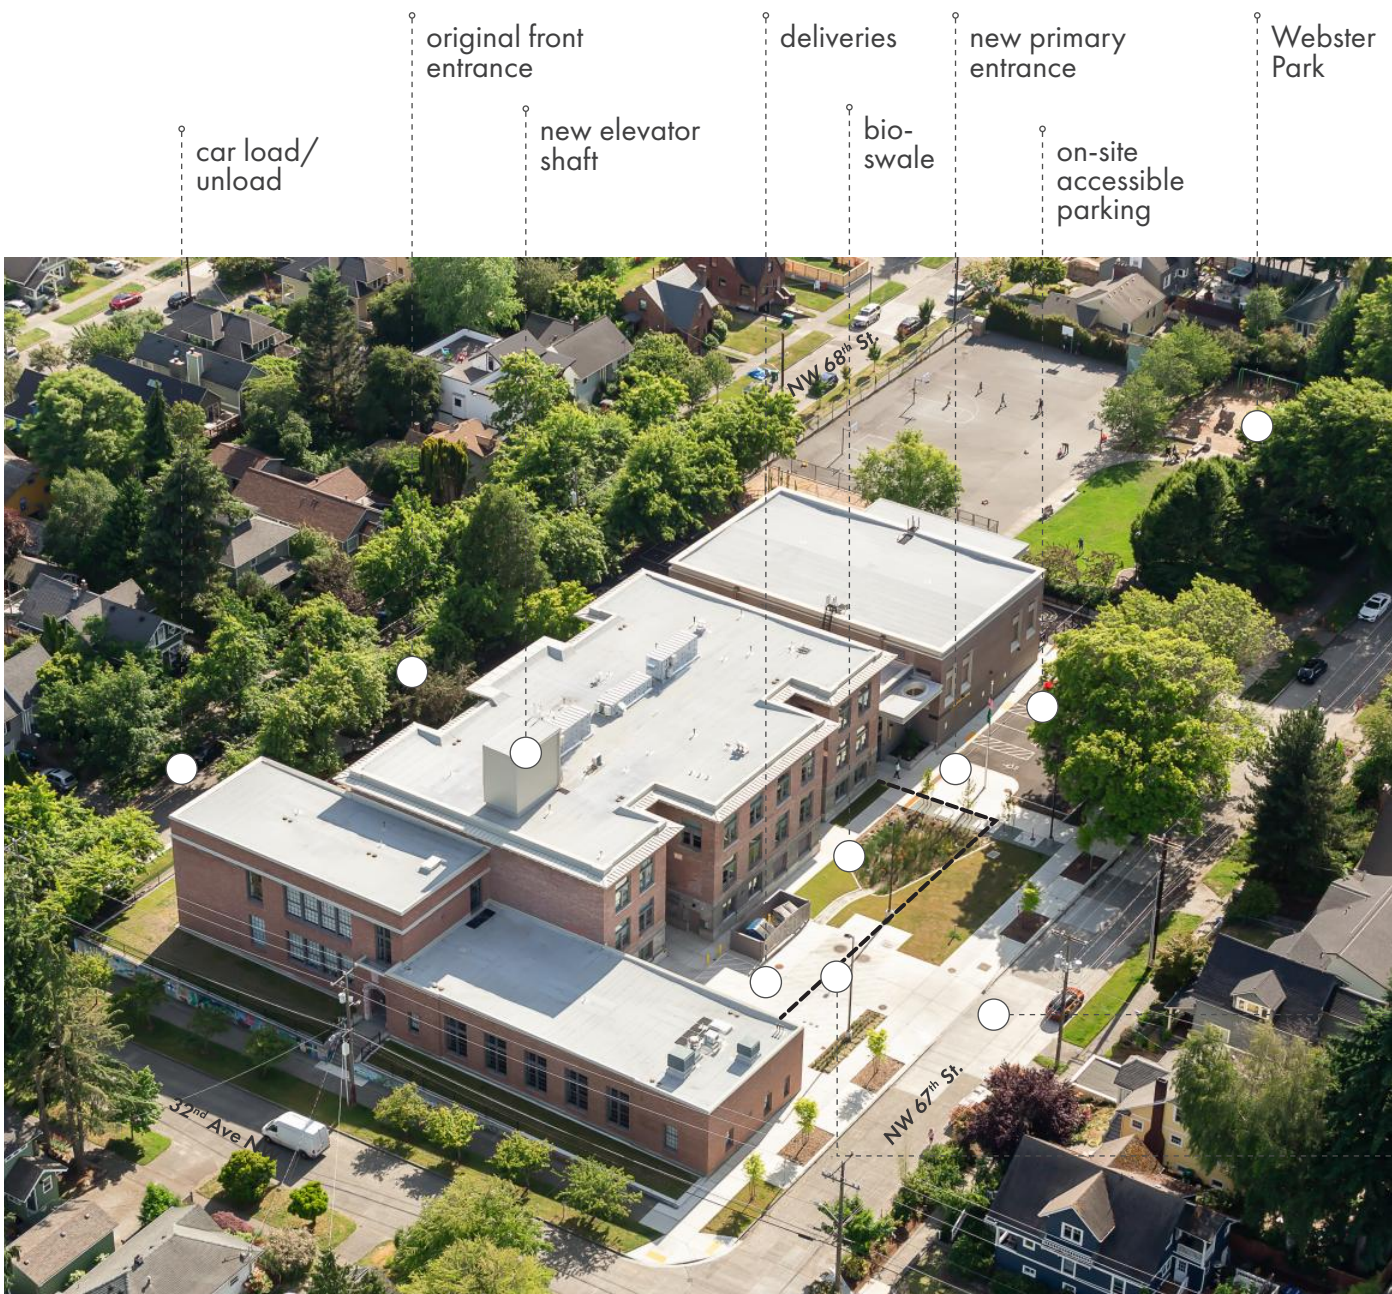 original front
entrance
deliveries
new primary
entrance
Webster
Park
new elevator
shaft
bio-
swale
car load/
unload
on-site
accessible
parking
NW 68th St.
32nd Ave N
NW 67th St.